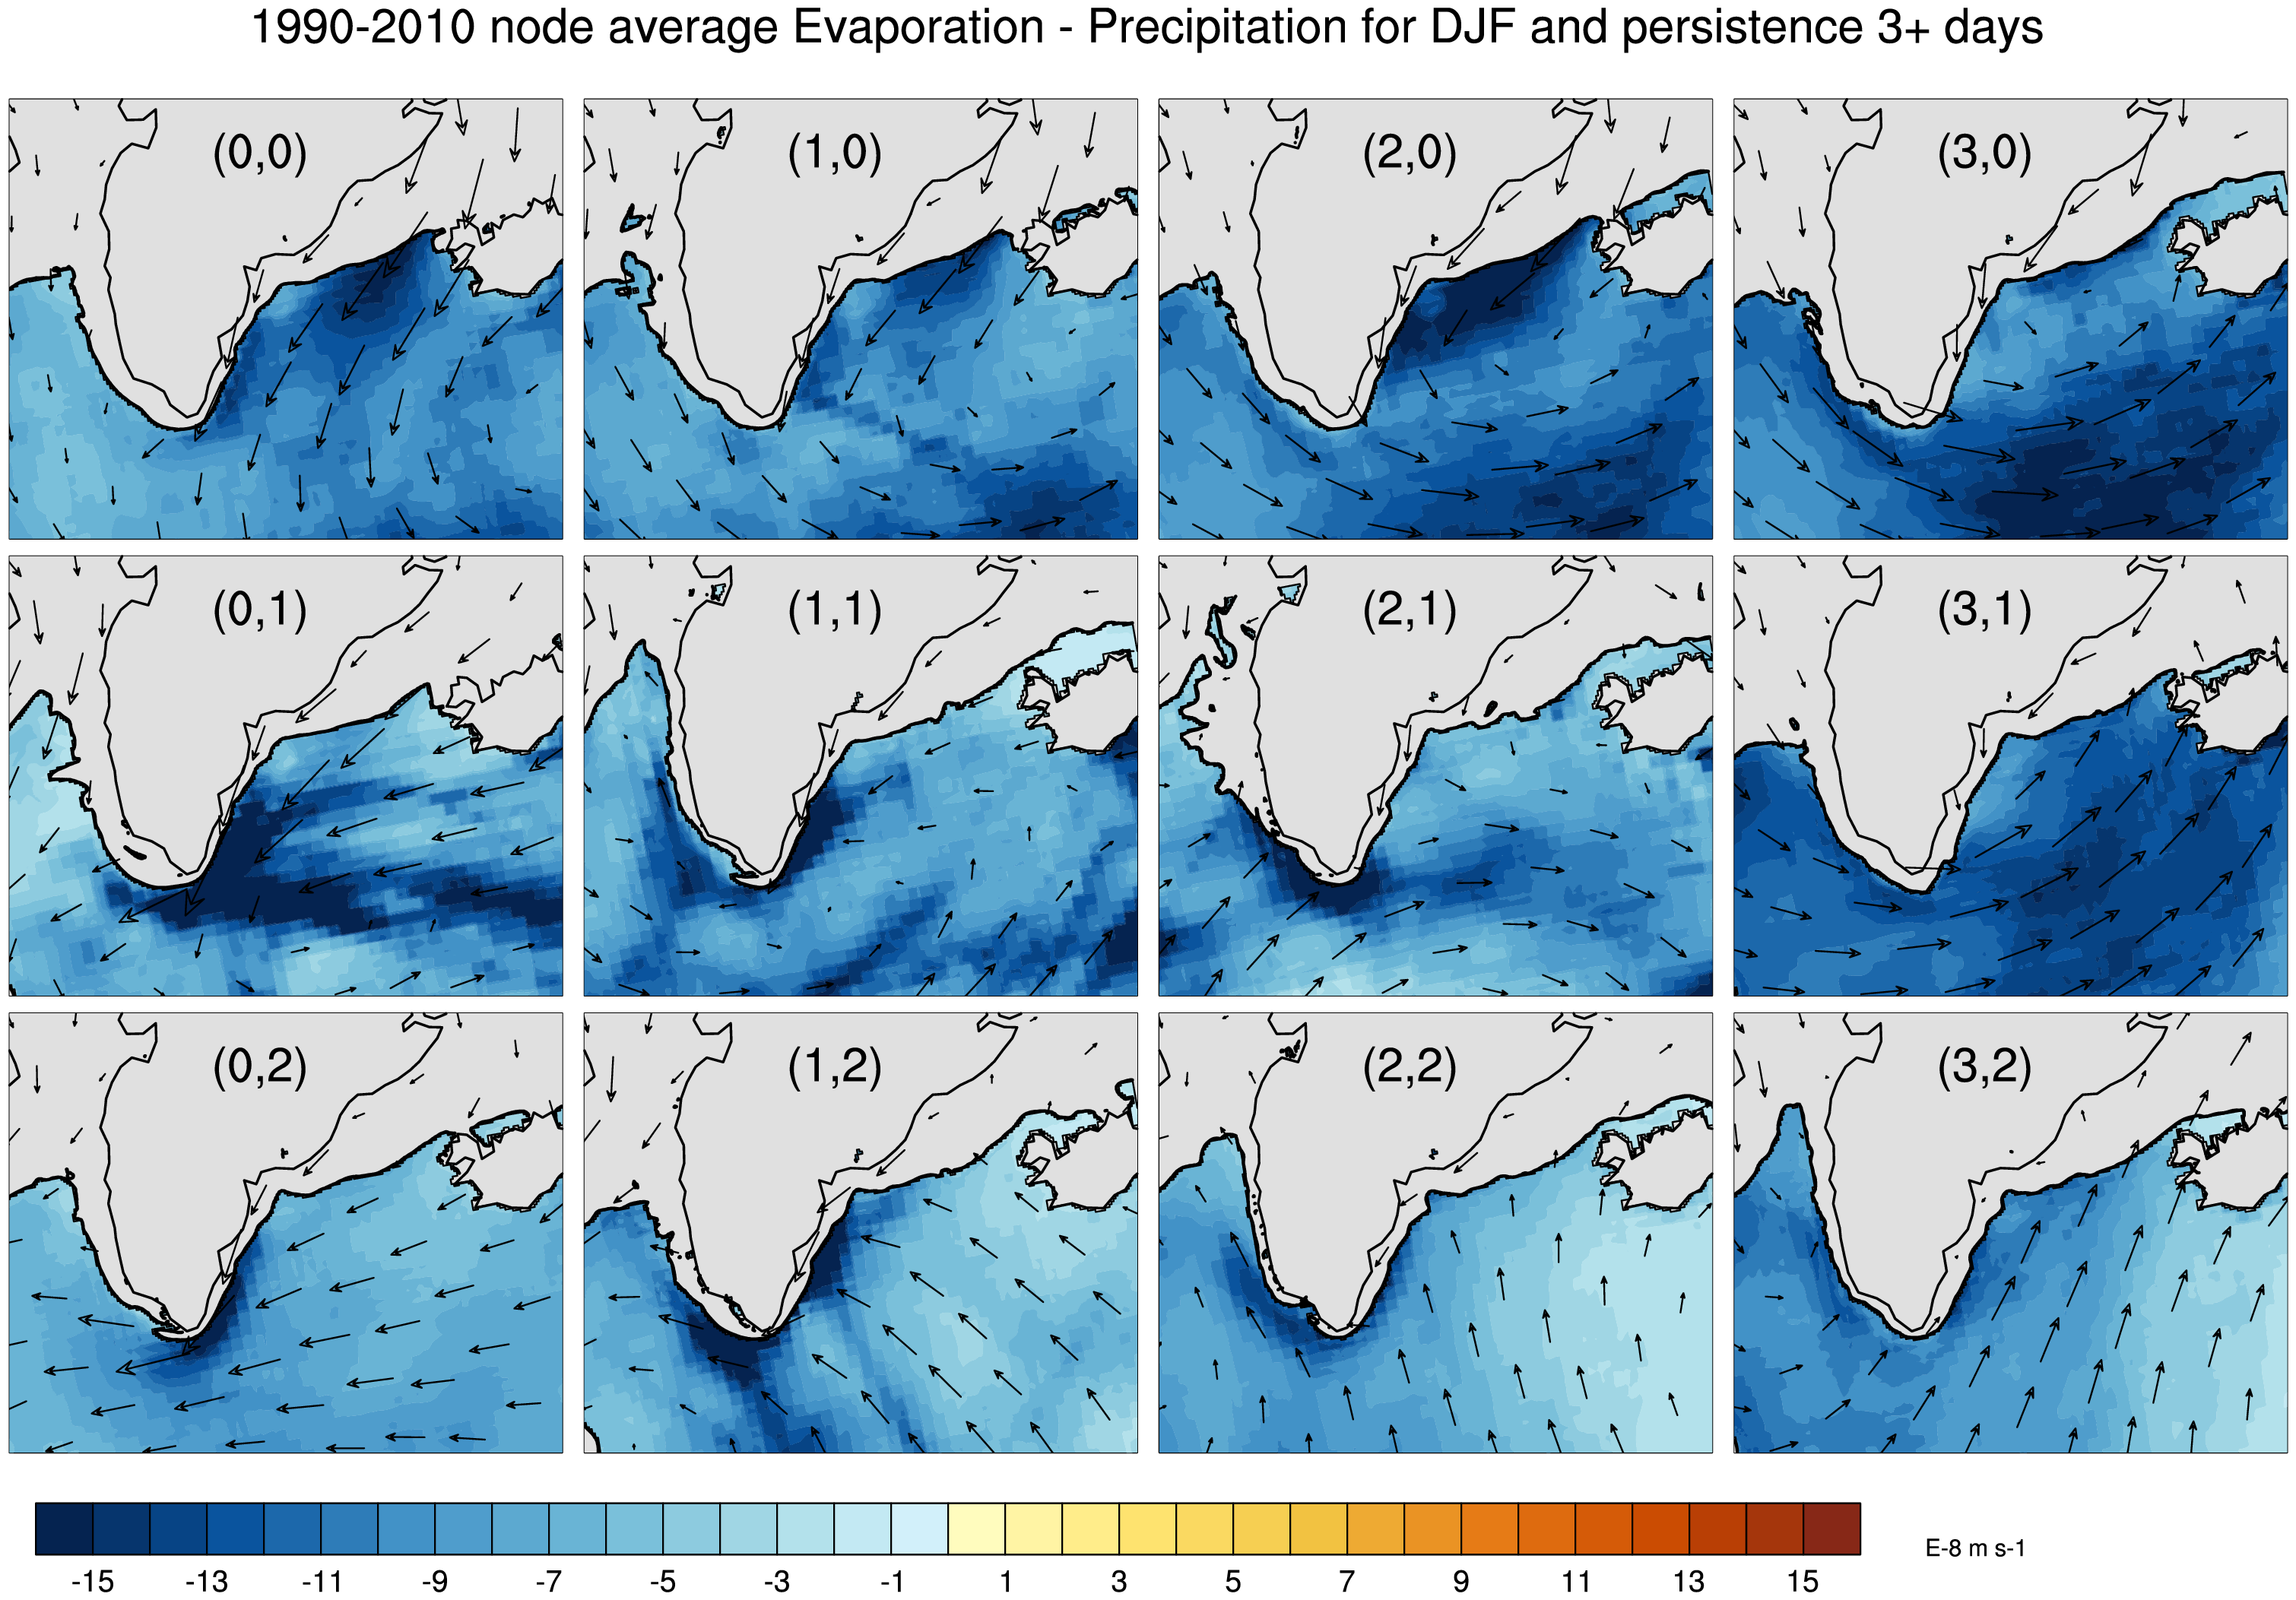 1990-2010 node average Evaporation - Precipitation for DJF and persistence 3+ days
(0,0) (1,0) (2,0) (3,0)
(0,1) (1,1) (2,1) (3,1)
(0,2) (1,2) (2,2) (3,2)
E-8 m s-1
-15 -13 -11 -9 -7 -5 -3 -1 1 3 5 7 9 11 13 15